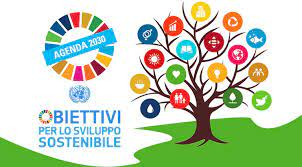 AGENDA 2030
OBIETTIVI
PER LO SVILUPPO
SOSTENIBILE